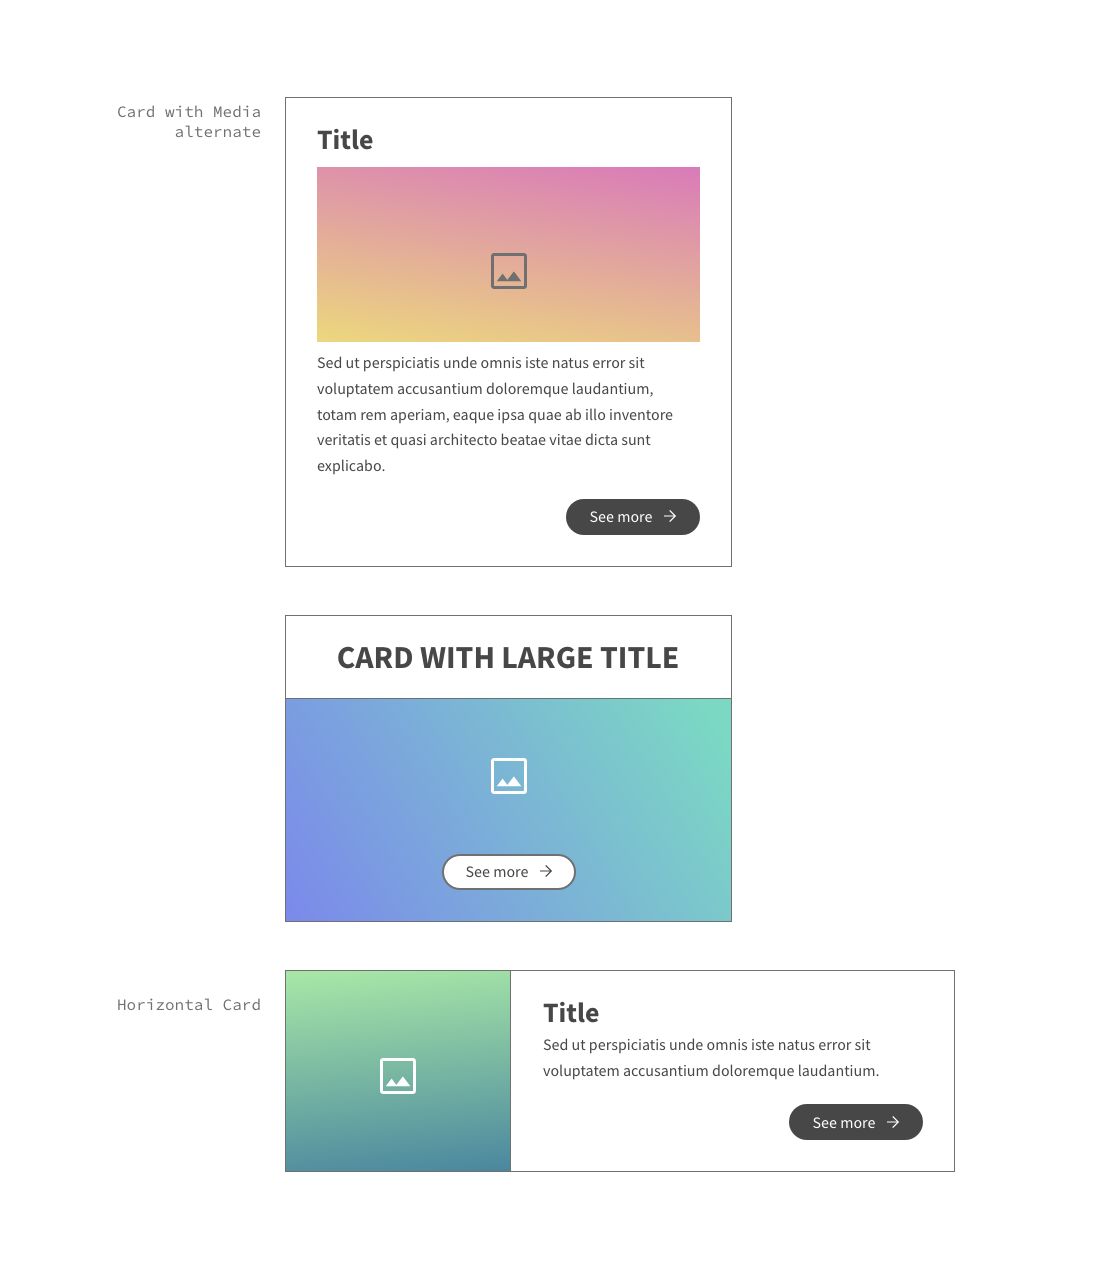 Card with Media
alternate
Title
Sed ut perspiciatis unde omnis iste natus error sit
voluptatem accusantium doloremque laudantium,
totam rem aperiam, eaque ipsa quae ab illo inventore
veritatis et quasi architecto beatae vitae dicta sunt
explicabo.
See more
CARD WITH LARGE TITLE
See more
Horizontal Card
Title
Sed ut perspiciatis unde omnis iste natus error sit
voluptatem accusantium doloremque laudantium.
See more